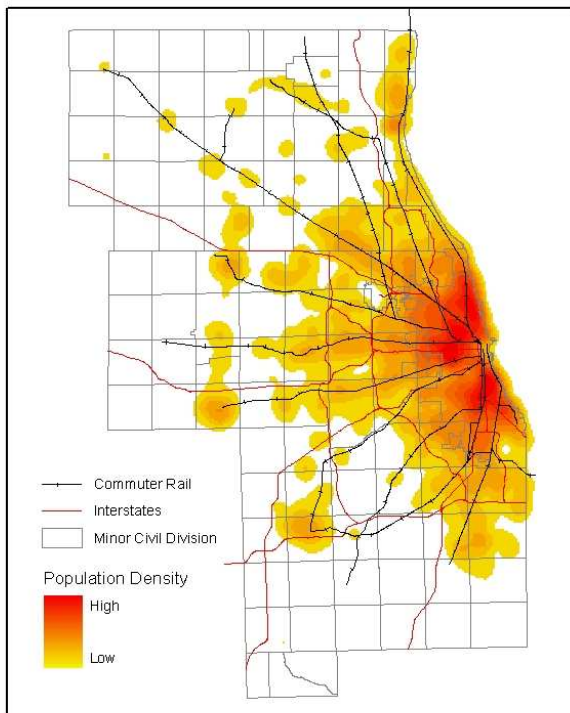 Commuter Rail
Interstates
Minor Civil Division
Population Density
High
Low